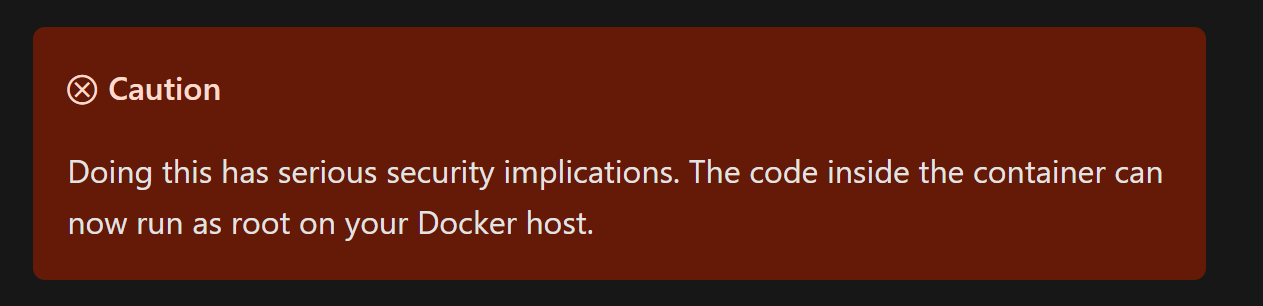 Caution
Doing this has serious security implications. The code inside the container can
now run as root on your Docker host.